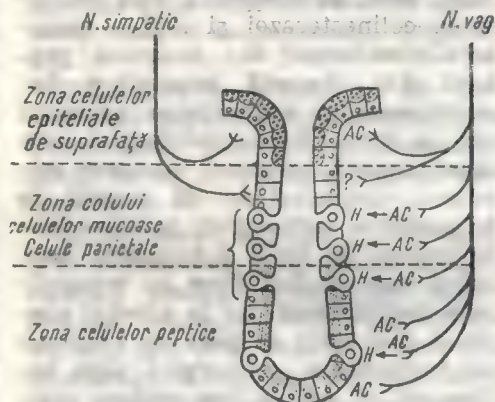 N. simpatic
N. vag
Zona celulelor
epiteliale
de suprafață
AC
?
Zona colului
celulelor mucoase
Celule parietale
H ← AC
H ← AC
H ← AC
Zona celulelor peptice
AC
AC
H ←
AC